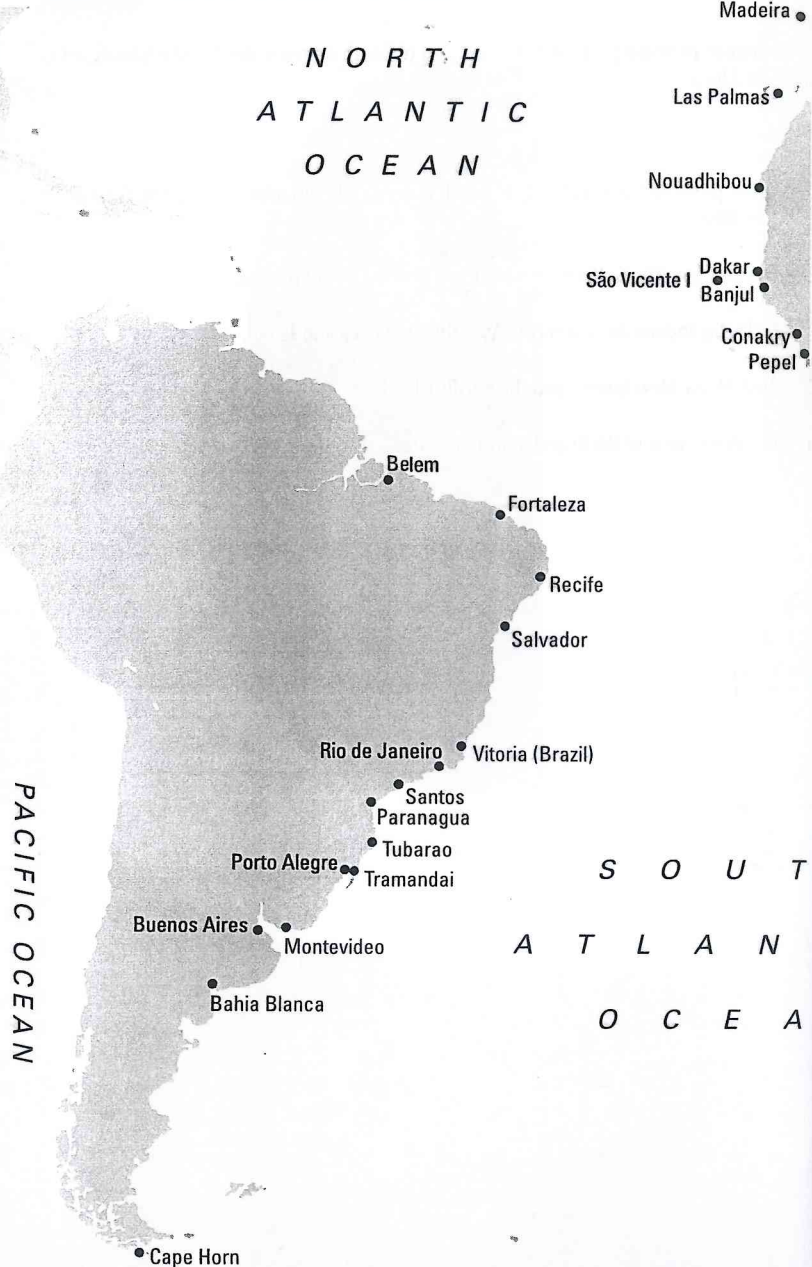 Madeira
NORTH
ATLANTIC
OCEAN
Las Palmas
Nouadhibou
Dakar
São Vicente I
Banjul
Conakry
Pepel
Belem
Fortaleza
Recife
Salvador
Rio de Janeiro
Vitoria (Brazil)
Santos
Paranagua
Tubarao
Porto Alegre
Tramandai
Buenos Aires
Montevideo
Bahia Blanca
PACIFIC OCEAN
SOUT
ATLAN
OCEA
Cape Horn